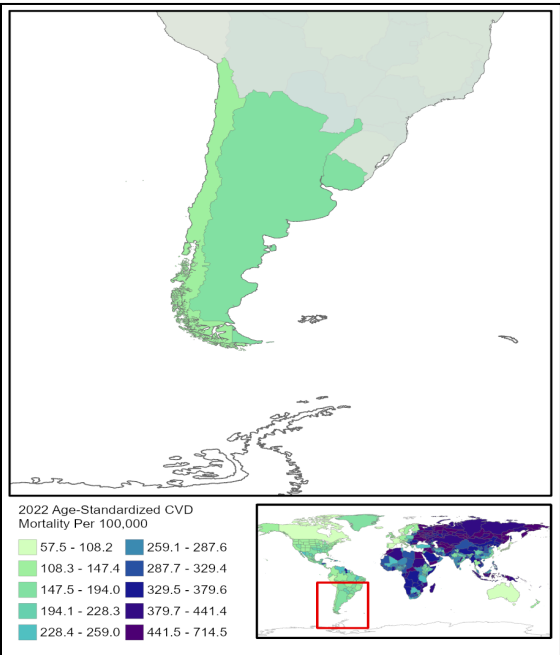 2022 Age-Standardized CVD
Mortality Per 100,000
57.5 - 108.2
108.3 - 147.4
147.5 - 194.0
194.1 - 228.3
228.4 - 259.0
259.1 - 287.6
287.7 - 329.4
329.5 - 379.6
379.7 - 441.4
441.5 - 714.5